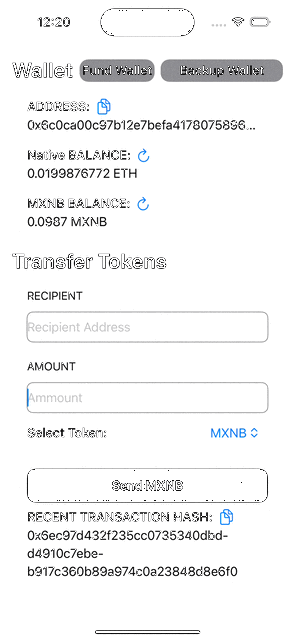 12:20
Wallet Fund Wallet Backup Wallet
ADDRESS:
0x6c0ca00c97b12e7befa4178075896...
Native BALANCE:
0.0199876772 ETH
MXNB BALANCE:
0.0987 MXNB
Transfer Tokens
RECIPIENT
Recipient Address
AMOUNT
Ammount
Select Token:
MXNB
Send MXNB
RECENT TRANSACTION HASH:
0x6ec97d432f235cc0735340dbd-
d4910c7ebe-
b917c360b89a974c0a23848d8e6f0